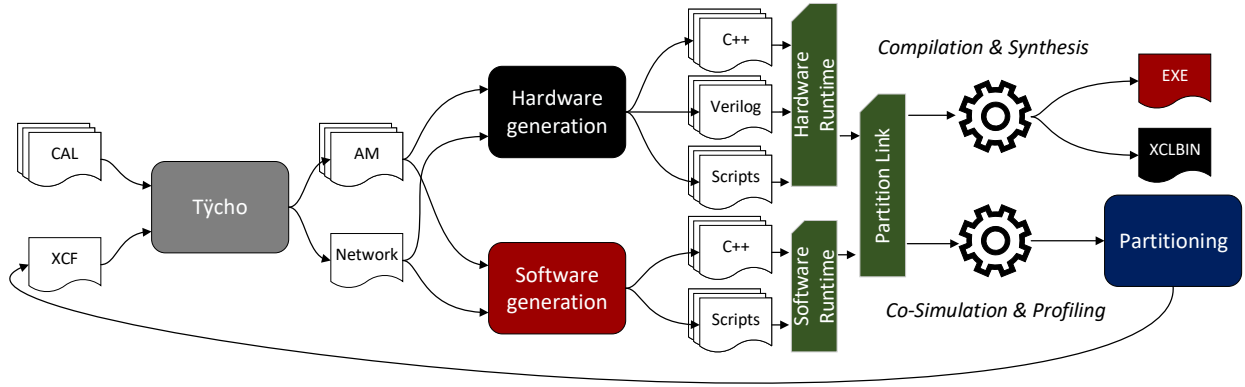 CAL
XCF
Tÿcho
AM
Network
Hardware
generation
Software
generation
C++
Verilog
Scripts
C++
Scripts
Hardware
Runtime
Software
Runtime
Partition Link
Compilation & Synthesis
Co-Simulation & Profiling
EXE
XCLBIN
Partitioning